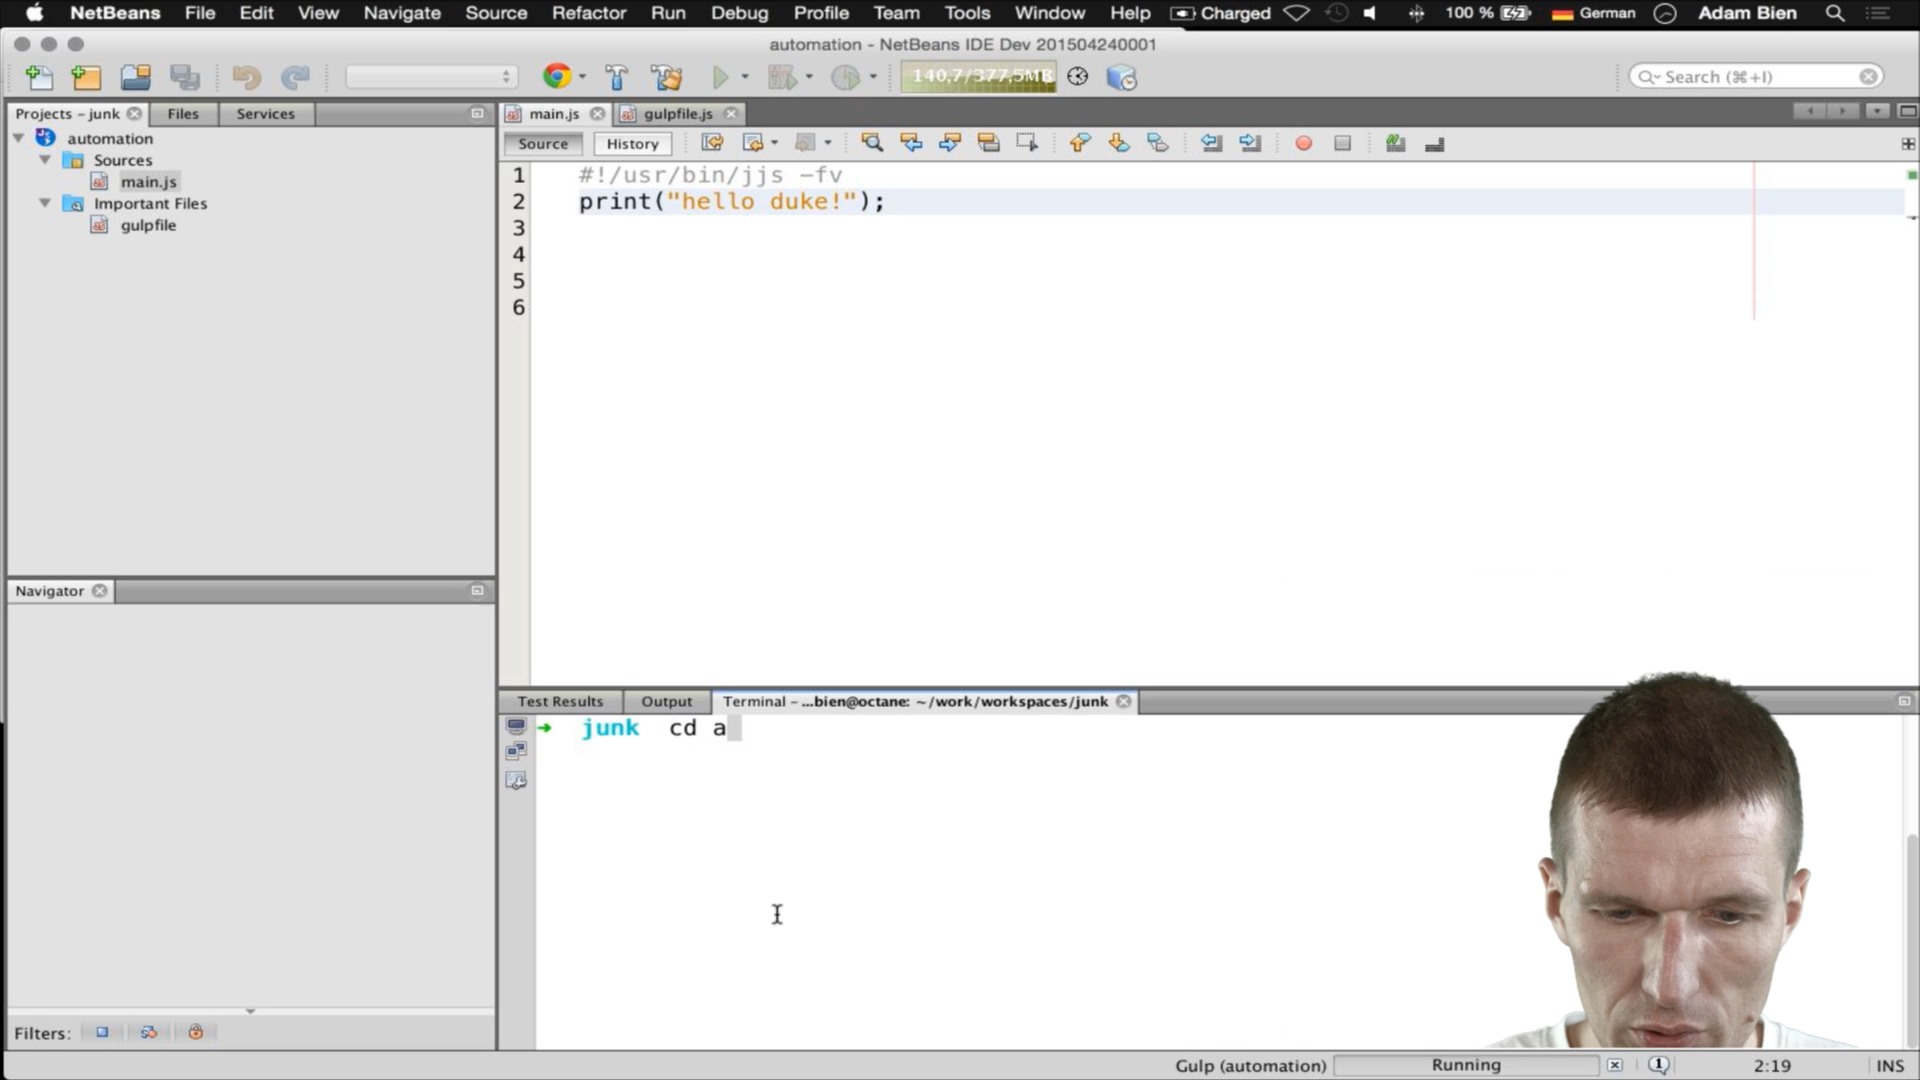 NetBeans File Edit View Navigate Source Refactor Run Debug Profile Team Tools Window Help Charged 100 % German Adam Bien
automation - NetBeans IDE Dev 201504240001
140,7/377,5MB
Search (⌘+I)
Projects – junk Files Services
main.js gulpfile.js
Source History
automation
Sources
main.js
Important Files
gulpfile
1 #!/usr/bin/jjs –fv
2 print("hello duke!");
3
4
5
6
Navigator
Filters:
Test Results Output Terminal – ...bien@octane: ~/work/workspaces/junk
→ junk cd a
Gulp (automation) Running 1 2:19 INS